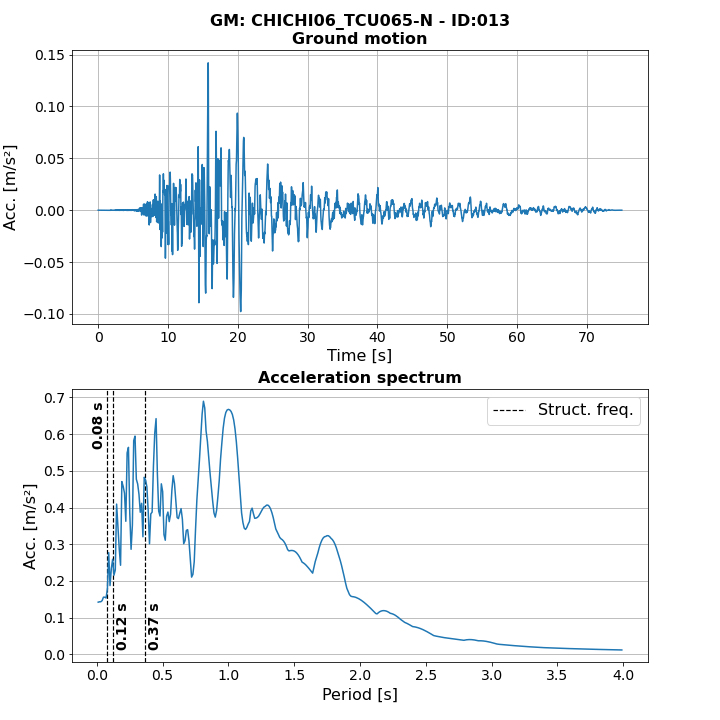 GM: CHICHI06_TCU065-N - ID:013
Ground motion
0.15
0.10
0.05
0.00
−0.05
−0.10
Acc. [m/s²]
0 10 20 30 40 50 60 70
Time [s]
Acceleration spectrum
0.7
0.6
0.5
0.4
0.3
0.2
0.1
0.0
Acc. [m/s²]
0.08 s
0.12 s
0.37 s
Struct. freq.
0.0 0.5 1.0 1.5 2.0 2.5 3.0 3.5 4.0
Period [s]